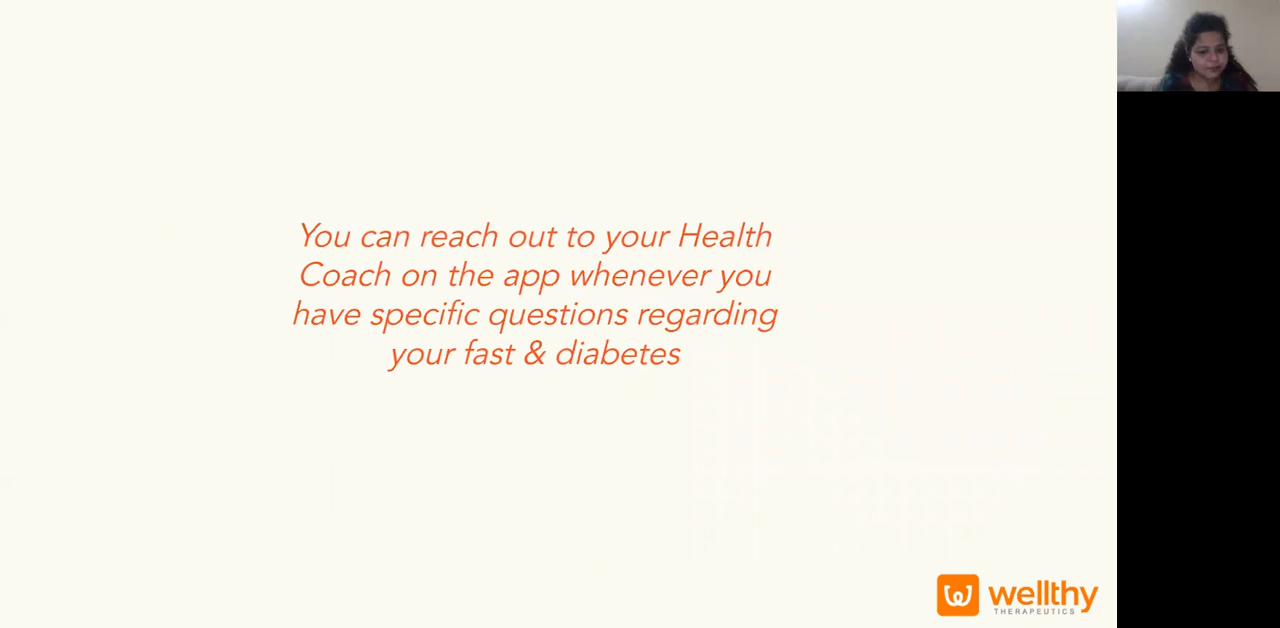 You can reach out to your Health
Coach on the app whenever you
have specific questions regarding
your fast & diabetes
wellthy
THERAPEUTICS